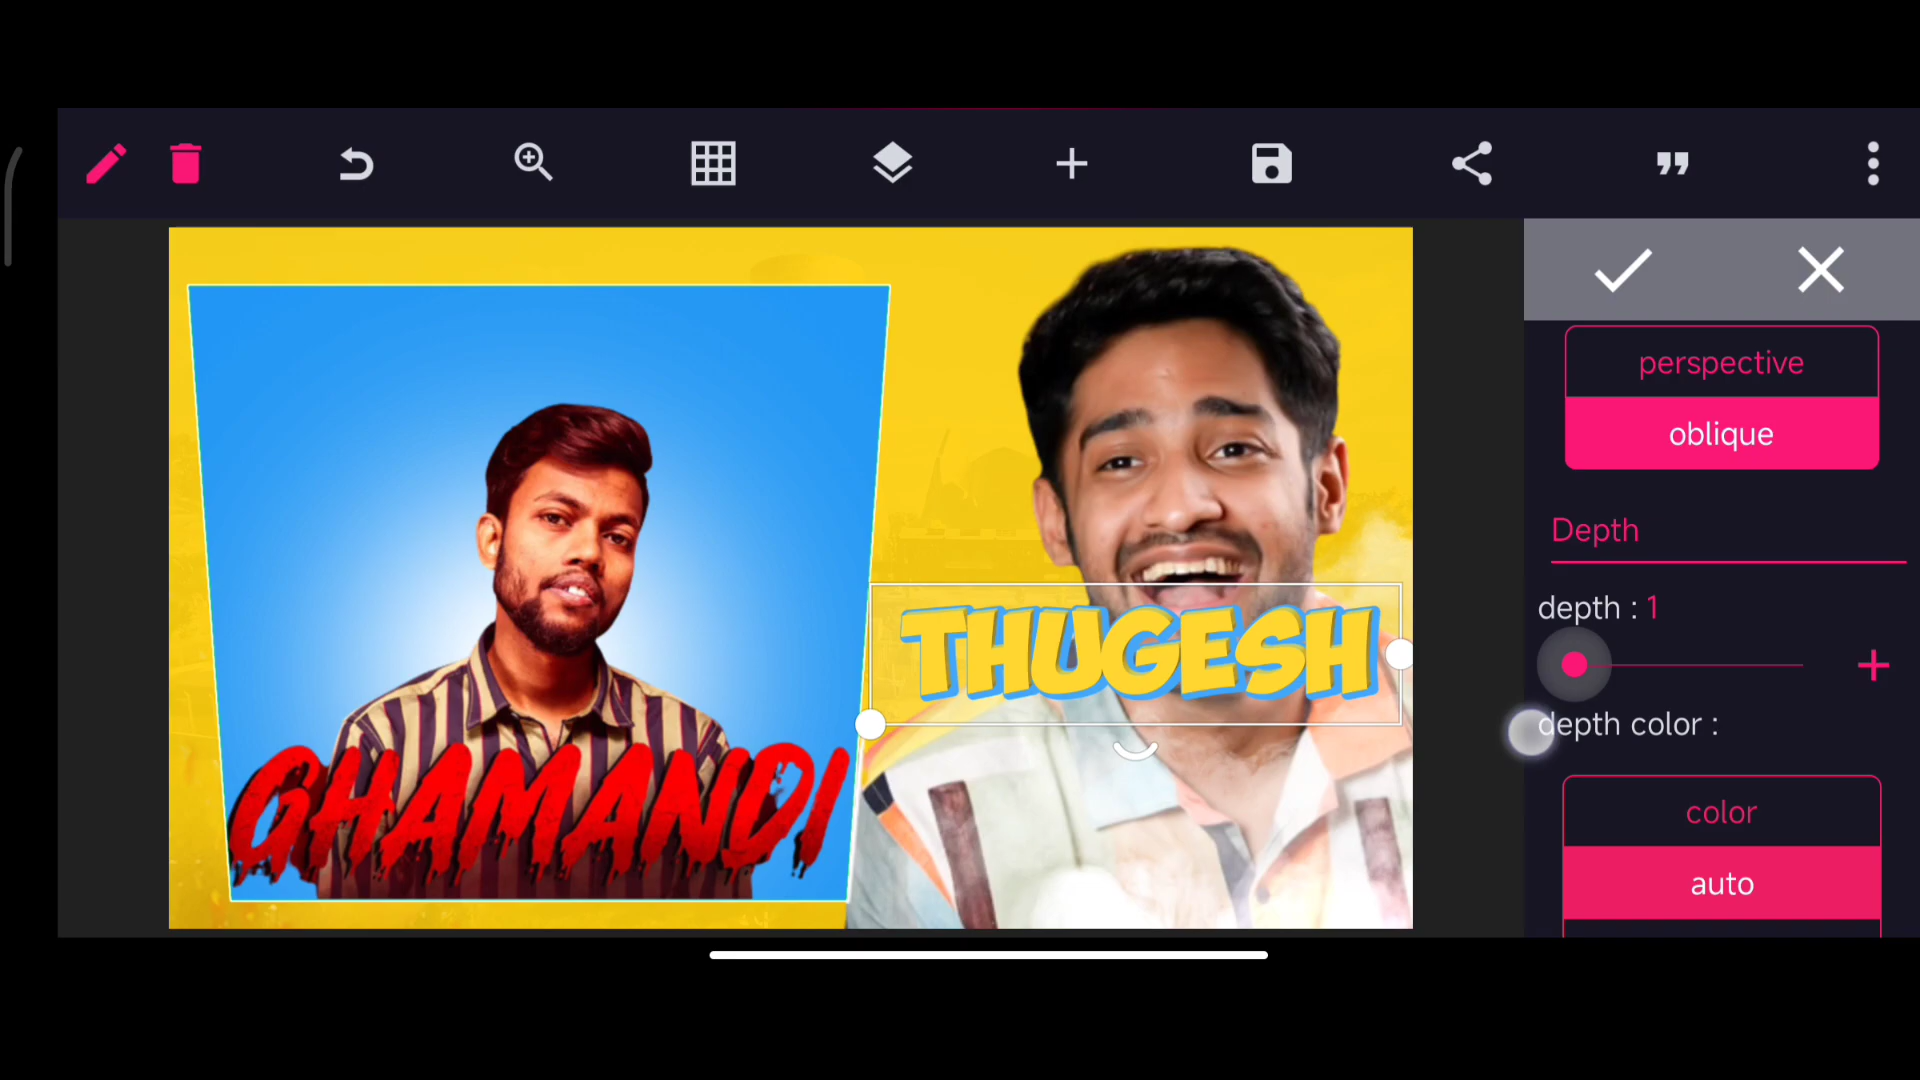 perspective
oblique
Depth
depth : 1
THUGESH
depth color :
GHAMANDI
color
auto